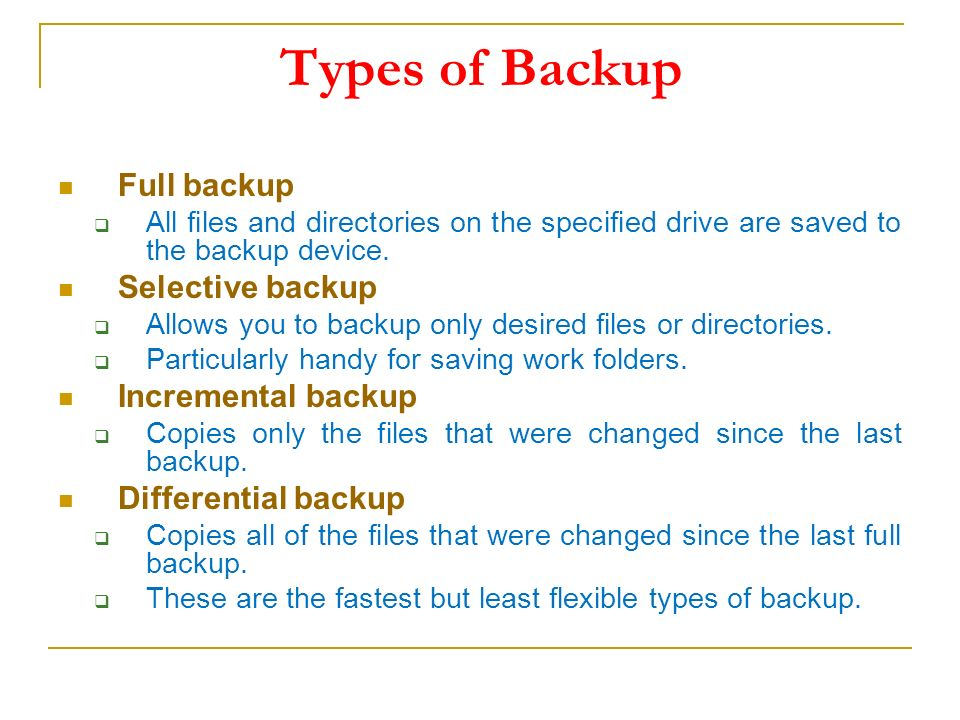 Types of Backup
Full backup
All files and directories on the specified drive are saved to
the backup device.
Selective backup
Allows you to backup only desired files or directories.
Particularly handy for saving work folders.
Incremental backup
Copies only the files that were changed since the last
backup.
Differential backup
Copies all of the files that were changed since the last full
backup.
These are the fastest but least flexible types of backup.